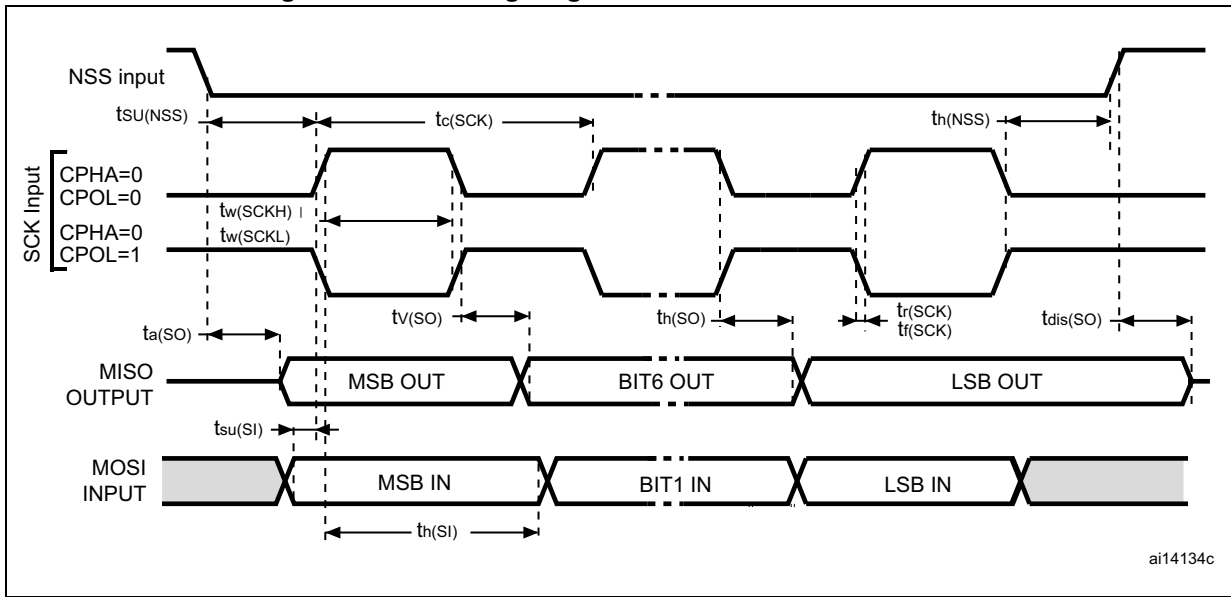 NSS input
tSU(NSS)
tc(SCK)
th(NSS)
SCK Input
CPHA=0
CPOL=0
CPHA=0
CPOL=1
tw(SCKH)
tw(SCKL)
ta(SO)
tV(SO)
th(SO)
tr(SCK)
tf(SCK)
tdis(SO)
MISO
OUTPUT
MSB OUT
BIT6 OUT
LSB OUT
tsu(SI)
MOSI
INPUT
MSB IN
BIT1 IN
LSB IN
th(SI)
ai14134c